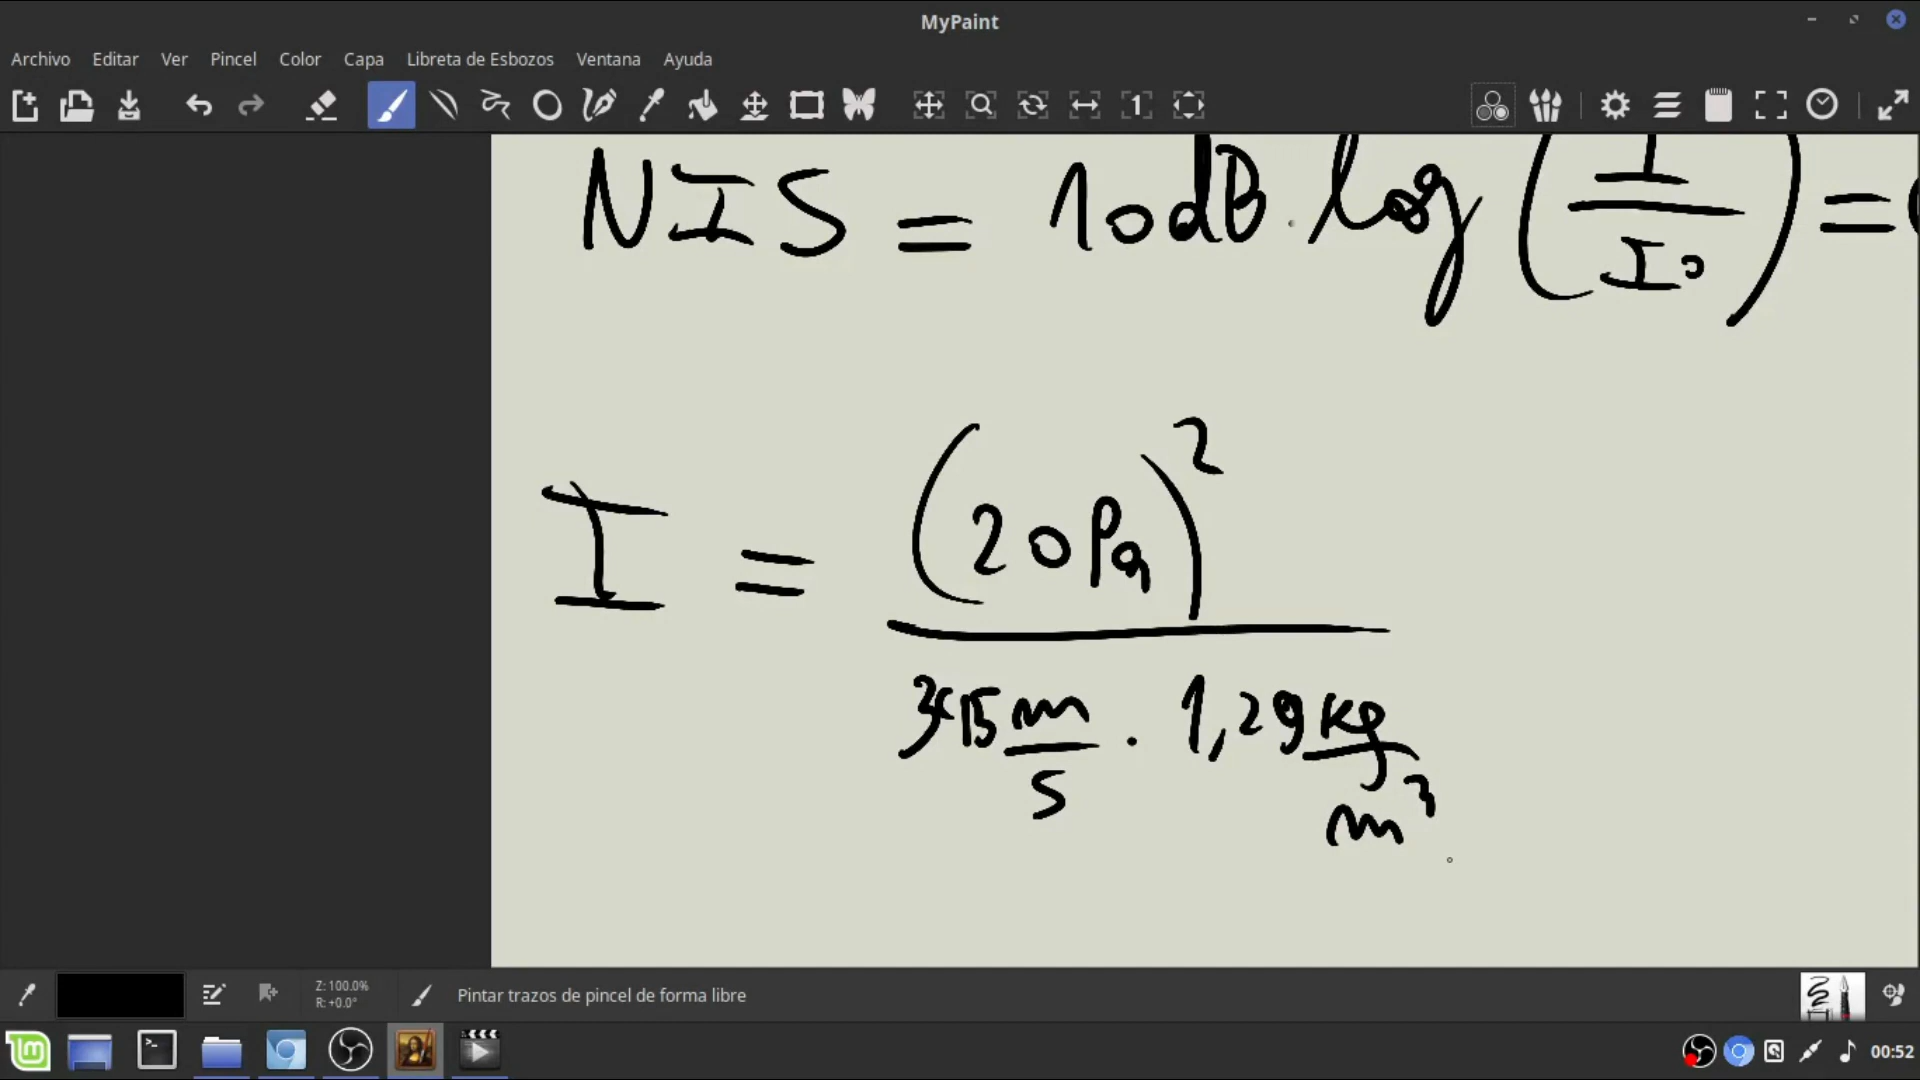 MyPaint
Archivo Editar Ver Pincel Color Capa Libreta de Esbozos Ventana Ayuda
NIS = 10dB · log (I/I₀) =
I = (20Pa)² / 345 m/s · 1,29 kg/m³
Z: 100.0%
R: +0.0°
Pintar trazos de pincel de forma libre
00:52